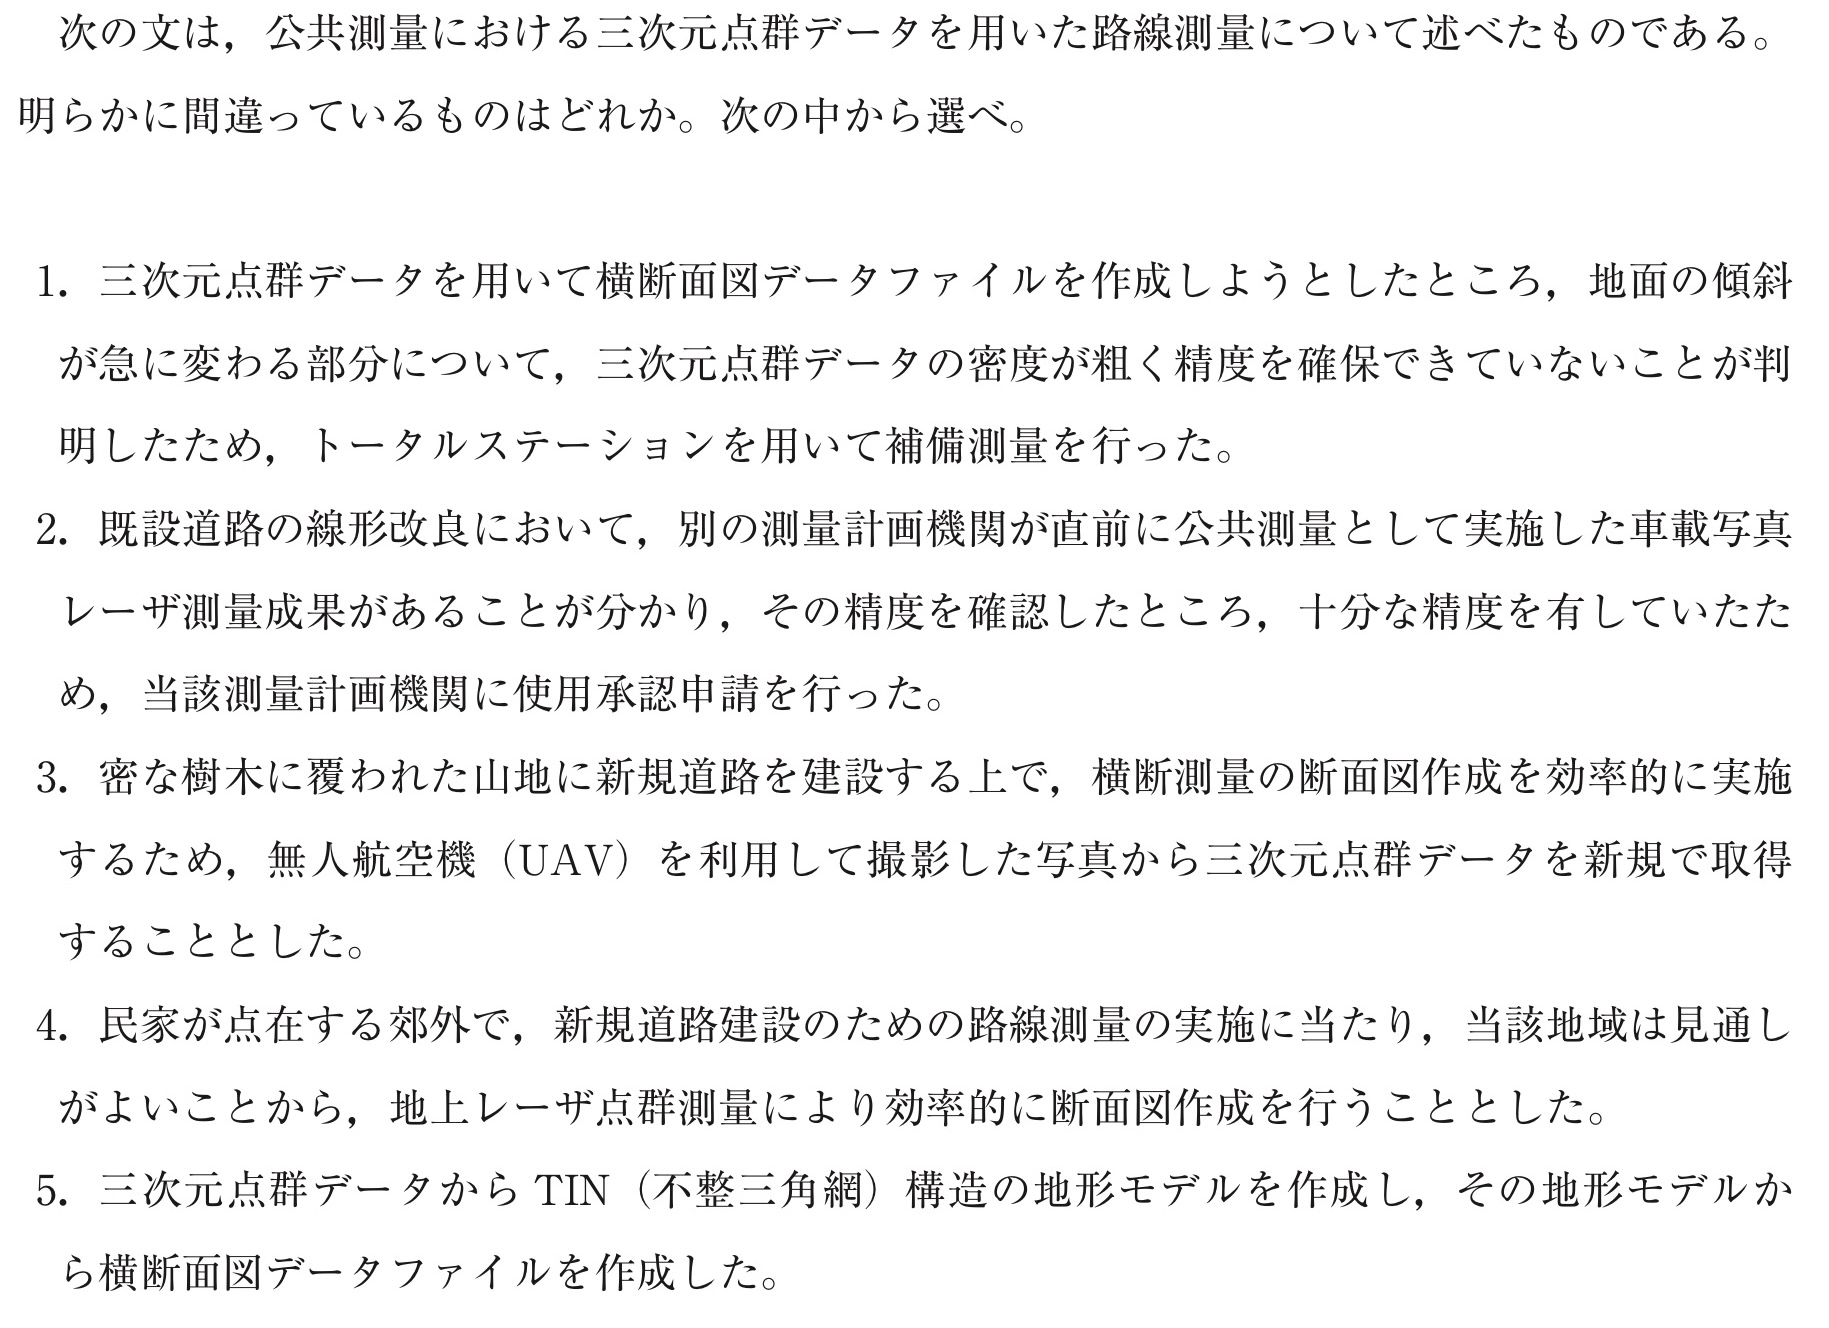 次の文は，公共測量における三次元点群データを用いた路線測量について述べたものである。
明らかに間違っているものはどれか。次の中から選べ。
1．三次元点群データを用いて横断面図データファイルを作成しようとしたところ，地面の傾斜
が急に変わる部分について，三次元点群データの密度が粗く精度を確保できていないことが判
明したため，トータルステーションを用いて補備測量を行った。
2．既設道路の線形改良において，別の測量計画機関が直前に公共測量として実施した車載写真
レーザ測量成果があることが分かり，その精度を確認したところ，十分な精度を有していたた
め，当該測量計画機関に使用承認申請を行った。
3．密な樹木に覆われた山地に新規道路を建設する上で，横断測量の断面図作成を効率的に実施
するため，無人航空機（UAV）を利用して撮影した写真から三次元点群データを新規で取得
することとした。
4．民家が点在する郊外で，新規道路建設のための路線測量の実施に当たり，当該地域は見通し
がよいことから，地上レーザ点群測量により効率的に断面図作成を行うこととした。
5．三次元点群データから TIN（不整三角網）構造の地形モデルを作成し，その地形モデルか
ら横断面図データファイルを作成した。